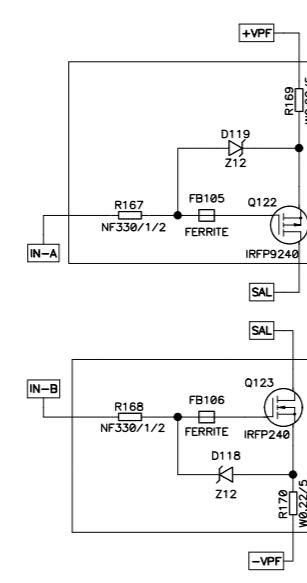 +VPF
R169
D119
Z12
R167
NF330/1/2
FB105
FERRITE
Q122
IRFP9240
IN-A
SAL
SAL
IN-B
R168
NF330/1/2
FB106
FERRITE
Q123
IRFP240
D118
Z12
R170
W0.22/5
-VPF